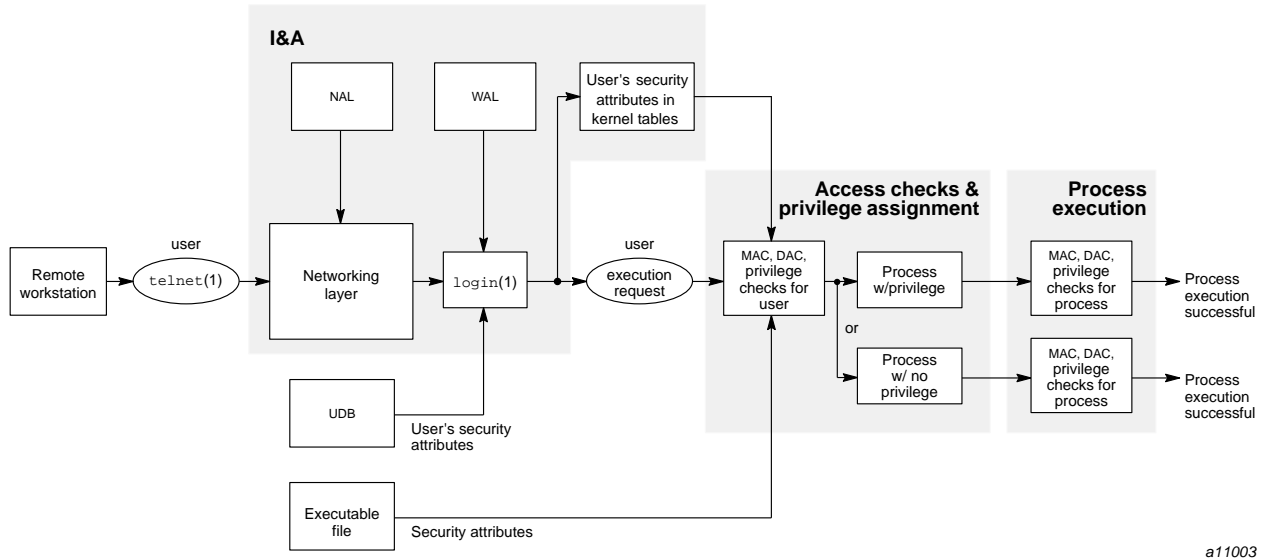 I&A
NAL
WAL
User's security
attributes in
kernel tables
Access checks &
privilege assignment
Process
execution
Remote
workstation
user
telnet(1)
Networking
layer
login(1)
user
execution
request
MAC, DAC,
privilege
checks for
user
Process
w/privilege
MAC, DAC,
privilege
checks for
process
Process
execution
successful
or
Process
w/ no
privilege
MAC, DAC,
privilege
checks for
process
Process
execution
successful
UDB
User's security
attributes
Executable
file
Security attributes
a11003